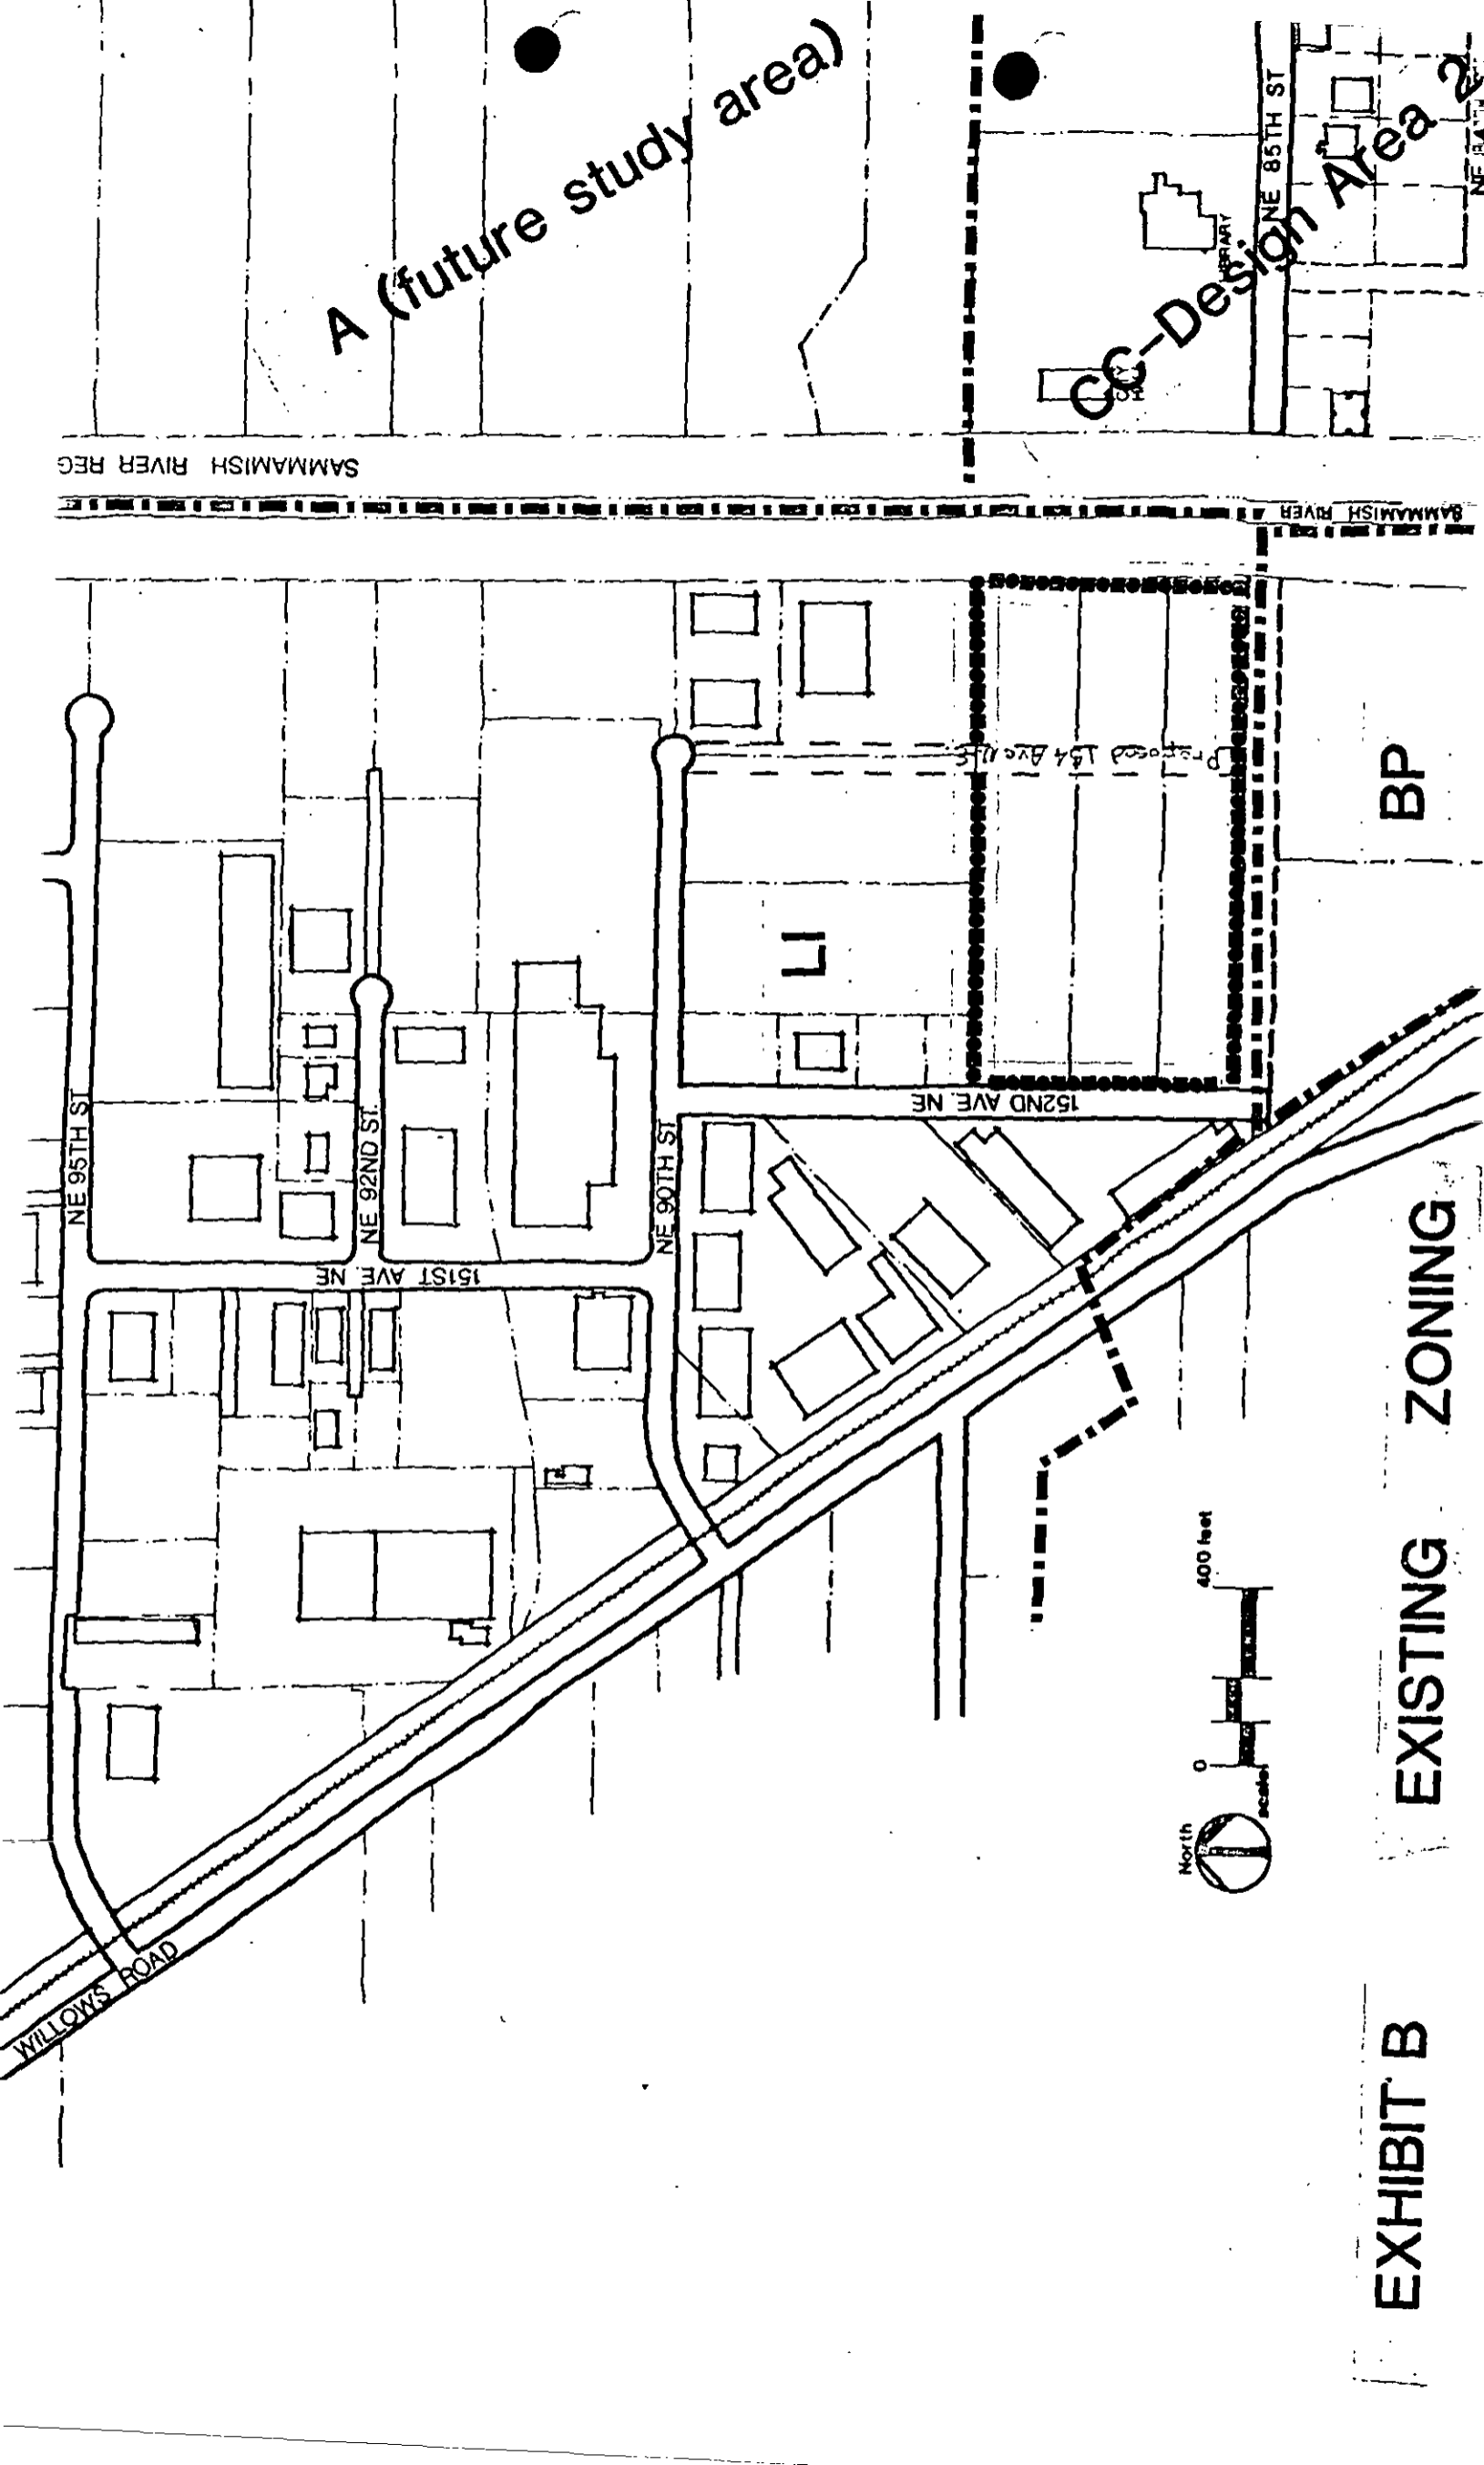 A (future study area)
CC-Design Area 2
NE 85TH ST
SAMMAMISH RIVER REG
SAMMAMISH RIVER
Proposed 154 Ave N.E.
BP
LI
152ND AVE. NE
NE 95TH ST
NE 92ND ST.
NE 90TH ST
151ST AVE. NE
WILLOWS ROAD
North
0
400 feet
scale
EXHIBIT B
EXISTING ZONING